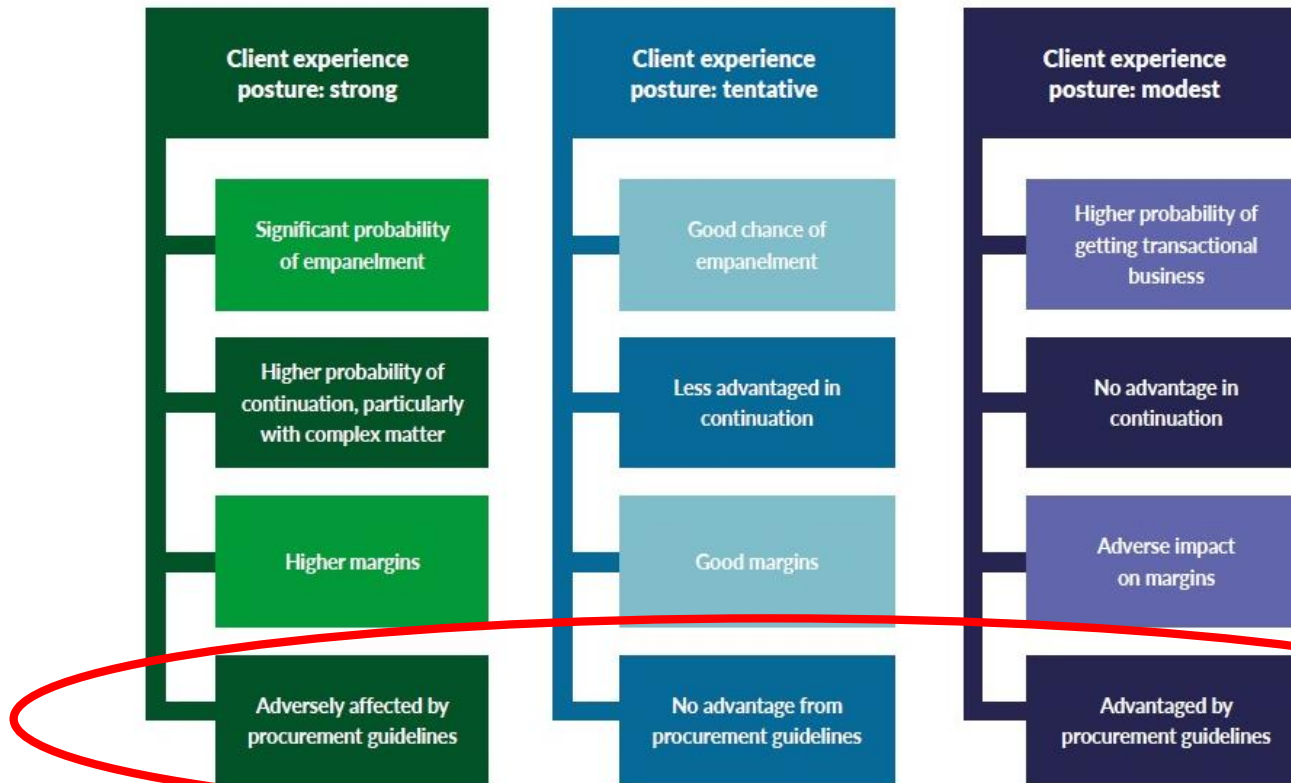 Client experience
posture: strong
Significant probability
of empanelment
Higher probability of
continuation, particularly
with complex matter
Higher margins
Adversely affected by
procurement guidelines
Client experience
posture: tentative
Good chance of
empanelment
Less advantaged in
continuation
Good margins
No advantage from
procurement guidelines
Client experience
posture: modest
Higher probability of
getting transactional
business
No advantage in
continuation
Adverse impact
on margins
Advantaged by
procurement guidelines